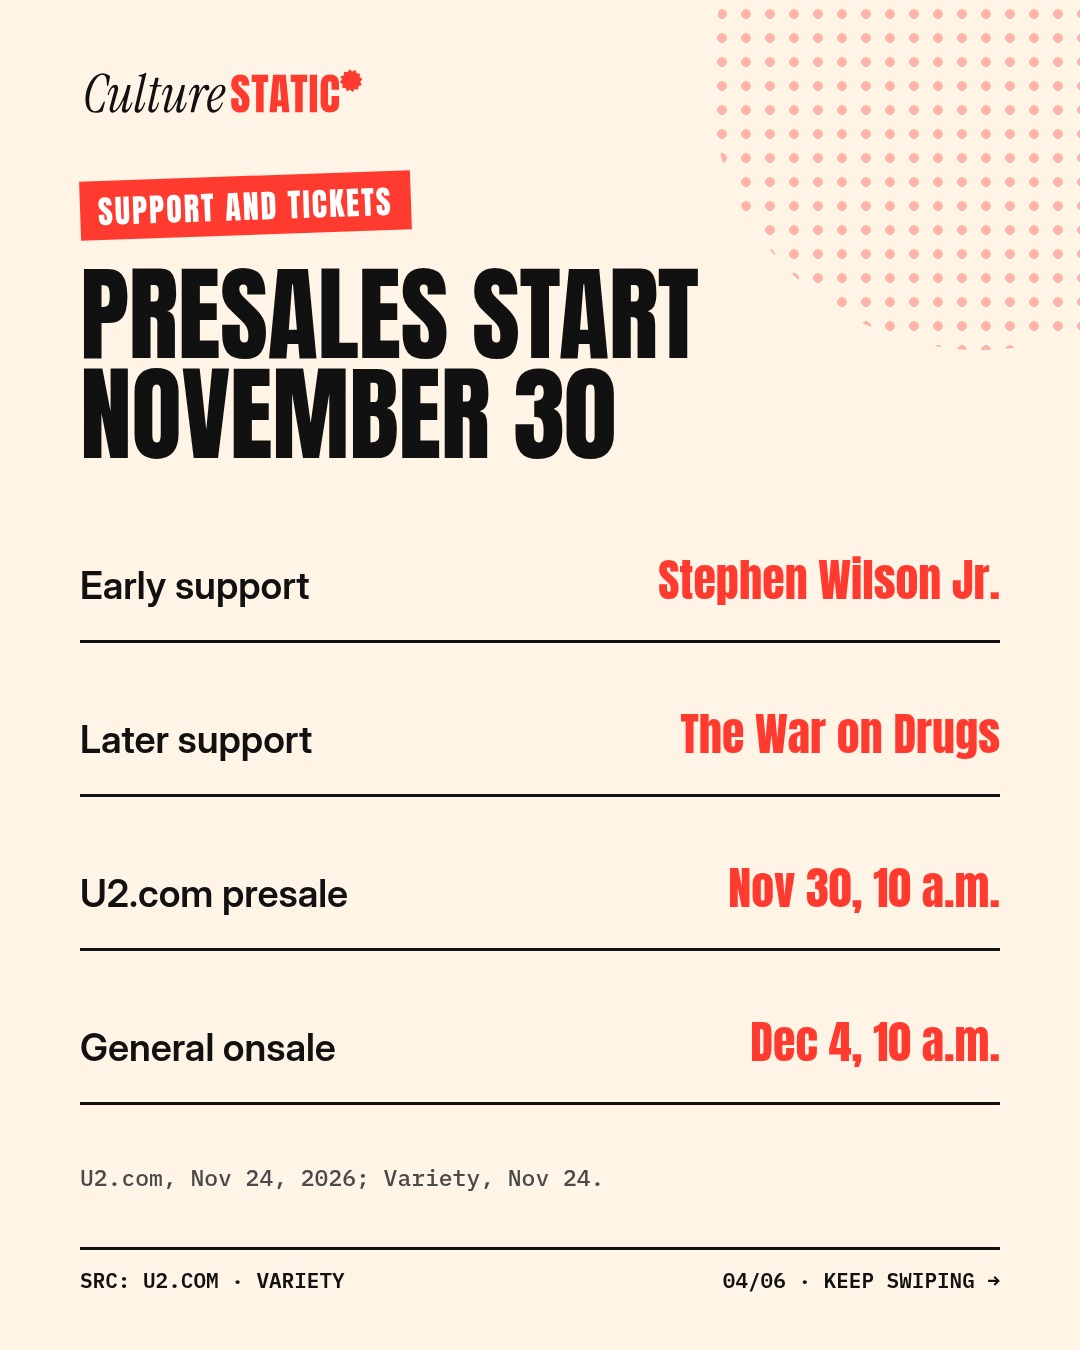 Culture STATIC
SUPPORT AND TICKETS
PRESALES START
NOVEMBER 30
Early support Stephen Wilson Jr.
Later support The War on Drugs
U2.com presale Nov 30, 10 a.m.
General onsale Dec 4, 10 a.m.
U2.com, Nov 24, 2026; Variety, Nov 24.
SRC: U2.COM · VARIETY 04/06 · KEEP SWIPING →